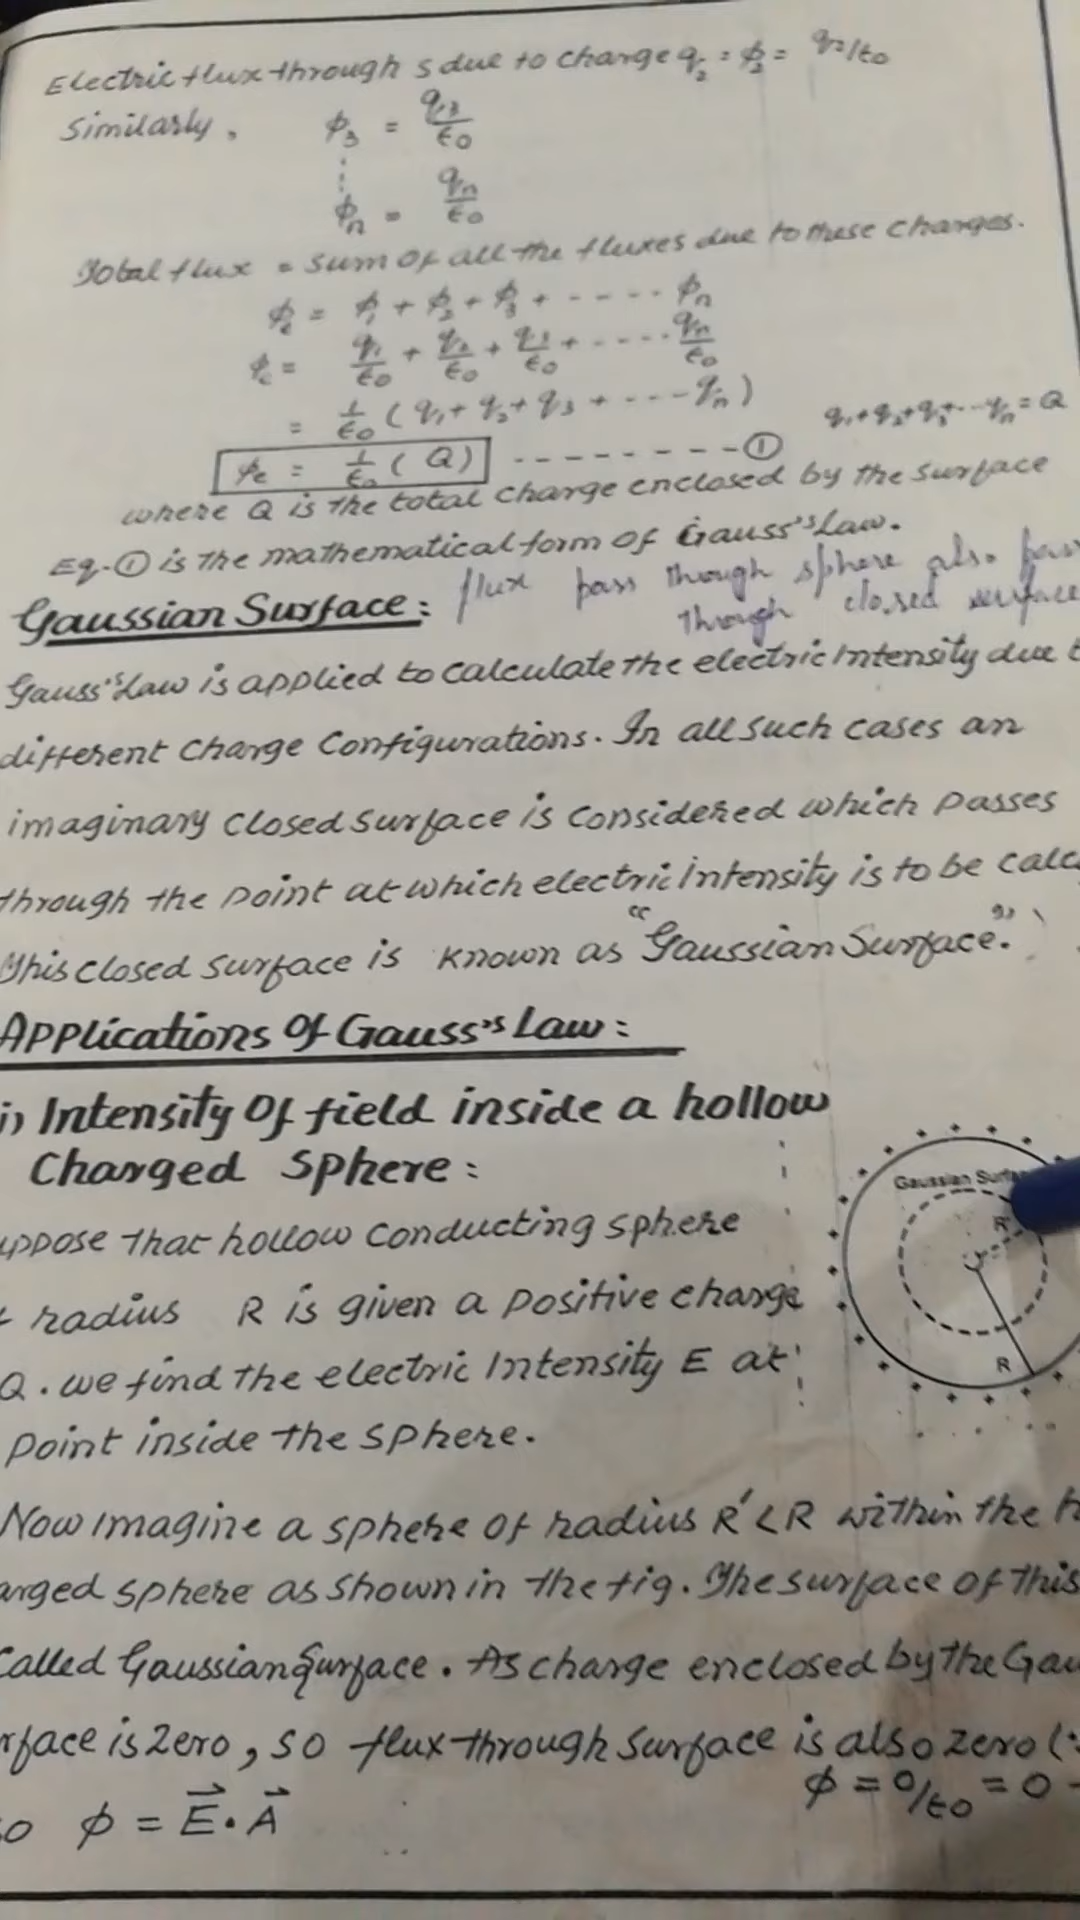 Electric flux through s due to charge q₂ = ϕ₂ = q₂/ϵ₀
Similarly, ϕ₃ = q₃/ϵ₀
⋮
ϕₙ = qₙ/ϵ₀
Total flux = sum of all the fluxes due to these charges.
ϕₑ = ϕ₁ + ϕ₂ + ϕ₃ + ----- ϕₙ
ϕₑ = q₁/ϵ₀ + q₂/ϵ₀ + q₃/ϵ₀ + ----- qₙ/ϵ₀
= 1/ϵ₀ ( q₁ + q₂ + q₃ + ---- qₙ )
q₁+q₂+q₃+---qₙ = Q
ϕₑ = 1/ϵ₀ ( Q ) -------- ①
where Q is the total charge enclosed by the surface
Eq-① is the mathematical form of Gauss's Law.
Gaussian Surface:
flux pass through sphere also
through closed surface
Gauss's Law is applied to calculate the electric intensity due
different charge configurations. In all such cases an
imaginary closed surface is considered which passes
through the point at which electric intensity is to be calc
This closed surface is known as "Gaussian Surface."
Applications Of Gauss's Law:
i) Intensity Of field inside a hollow
Charged Sphere:
Gaussian Surfa
R'
R
uppose that hollow conducting sphere
radius R is given a positive charge
Q. we find the electric Intensity E at
point inside the sphere.
Now imagine a sphere of radius R' < R within the h
arged sphere as shown in the fig. The surface of this
called Gaussian Surface. As charge enclosed by the Gau
rface is zero, so flux through surface is also zero (∵
ϕ = 0/ϵ₀ = 0 -
so ϕ = E⃗ . A⃗